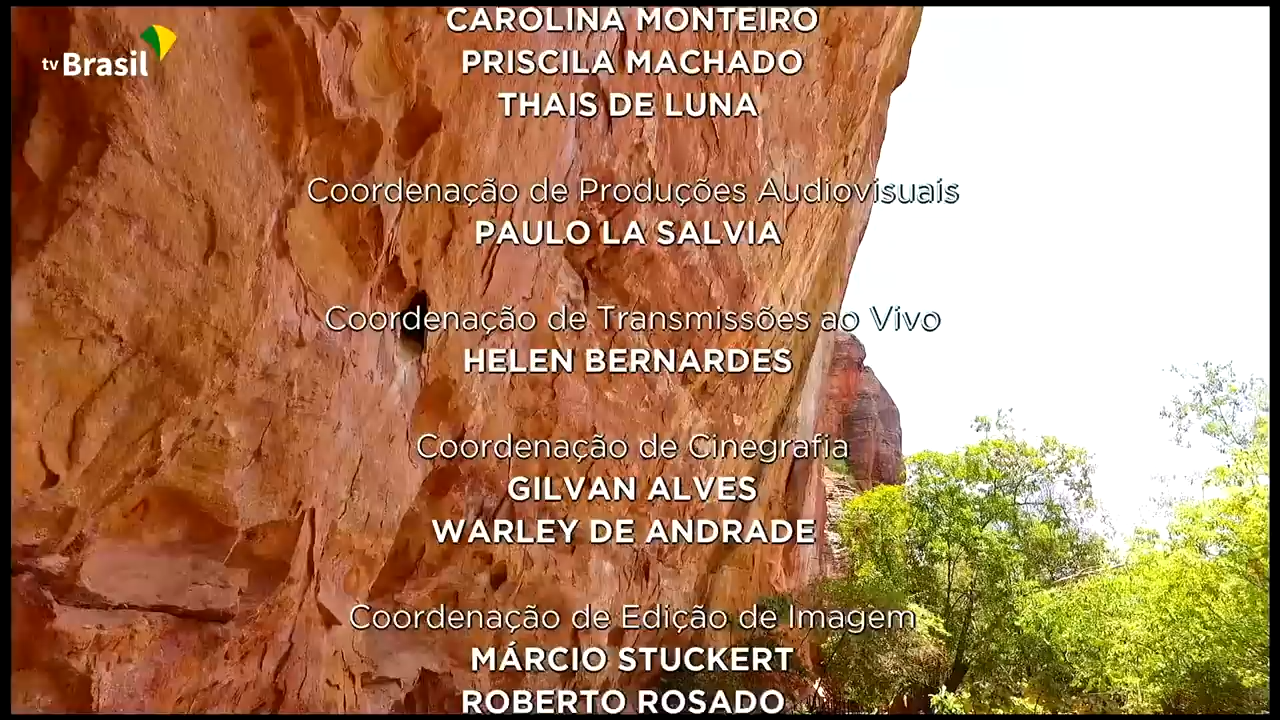 tv Brasil
CAROLINA MONTEIRO
PRISCILA MACHADO
THAIS DE LUNA
Coordenação de Produções Audiovisuais
PAULO LA SALVIA
Coordenação de Transmissões ao Vivo
HELEN BERNARDES
Coordenação de Cinegrafia
GILVAN ALVES
WARLEY DE ANDRADE
Coordenação de Edição de Imagem
MÁRCIO STUCKERT
ROBERTO ROSADO